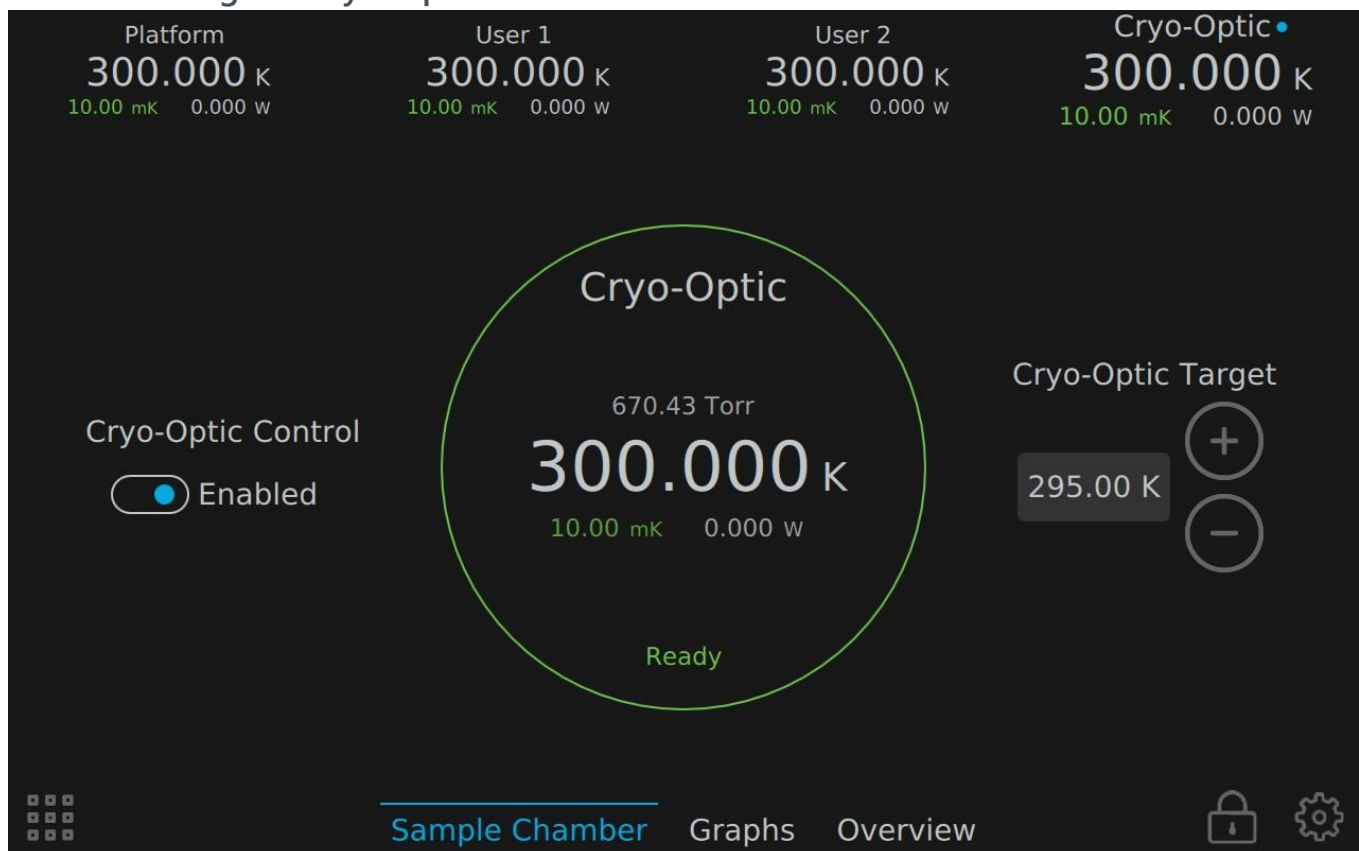 Platform
300.000 K
10.00 mK 0.000 W
User 1
300.000 K
10.00 mK 0.000 W
User 2
300.000 K
10.00 mK 0.000 W
Cryo-Optic
300.000 K
10.00 mK 0.000 W
Cryo-Optic Control
Enabled
Cryo-Optic
670.43 Torr
300.000 K
10.00 mK 0.000 W
Ready
Cryo-Optic Target
295.00 K
+
−
Sample Chamber Graphs Overview